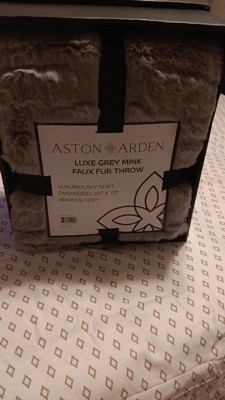 ASTON ARDEN
LUXE GREY MINK
FAUX FUR THROW
LUXURIOUSLY SOFT
OVERSIZED: 50" X 70"
WARM & COZY